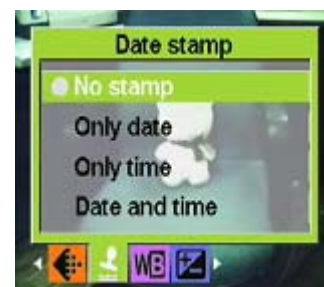 Date stamp
No stamp
Only date
Only time
Date and time
WB